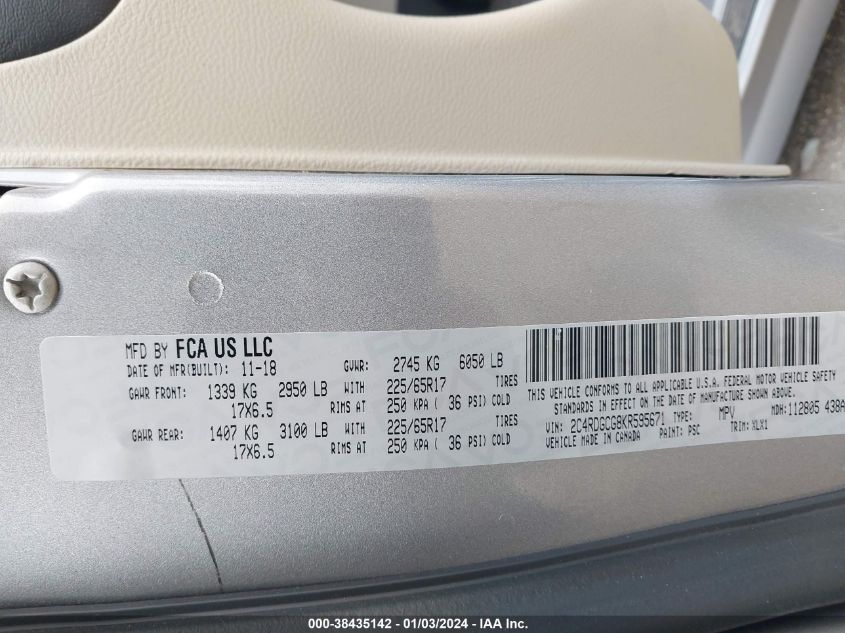 MFD BY FCA US LLC
DATE OF MFR(BUILT): 11-18 GVWR: 2745 KG 6050 LB
GAWR FRONT: 1339 KG 2950 LB WITH 225/65R17 TIRES
17X6.5 RIMS AT 250 KPA ( 36 PSI) COLD
GAWR REAR: 1407 KG 3100 LB WITH 225/65R17 TIRES
17X6.5 RIMS AT 250 KPA ( 36 PSI) COLD
THIS VEHICLE CONFORMS TO ALL APPLICABLE U.S.A. FEDERAL MOTOR VEHICLE SAFETY
STANDARDS IN EFFECT ON THE DATE OF MANUFACTURE SHOWN ABOVE.
VIN: 2C4RDGCG8KR595671 TYPE: MPV MDH:112805 438A
VEHICLE MADE IN CANADA PAINT: PSC TRIM: XLX1
000-38435142 - 01/03/2024 - IAA Inc.